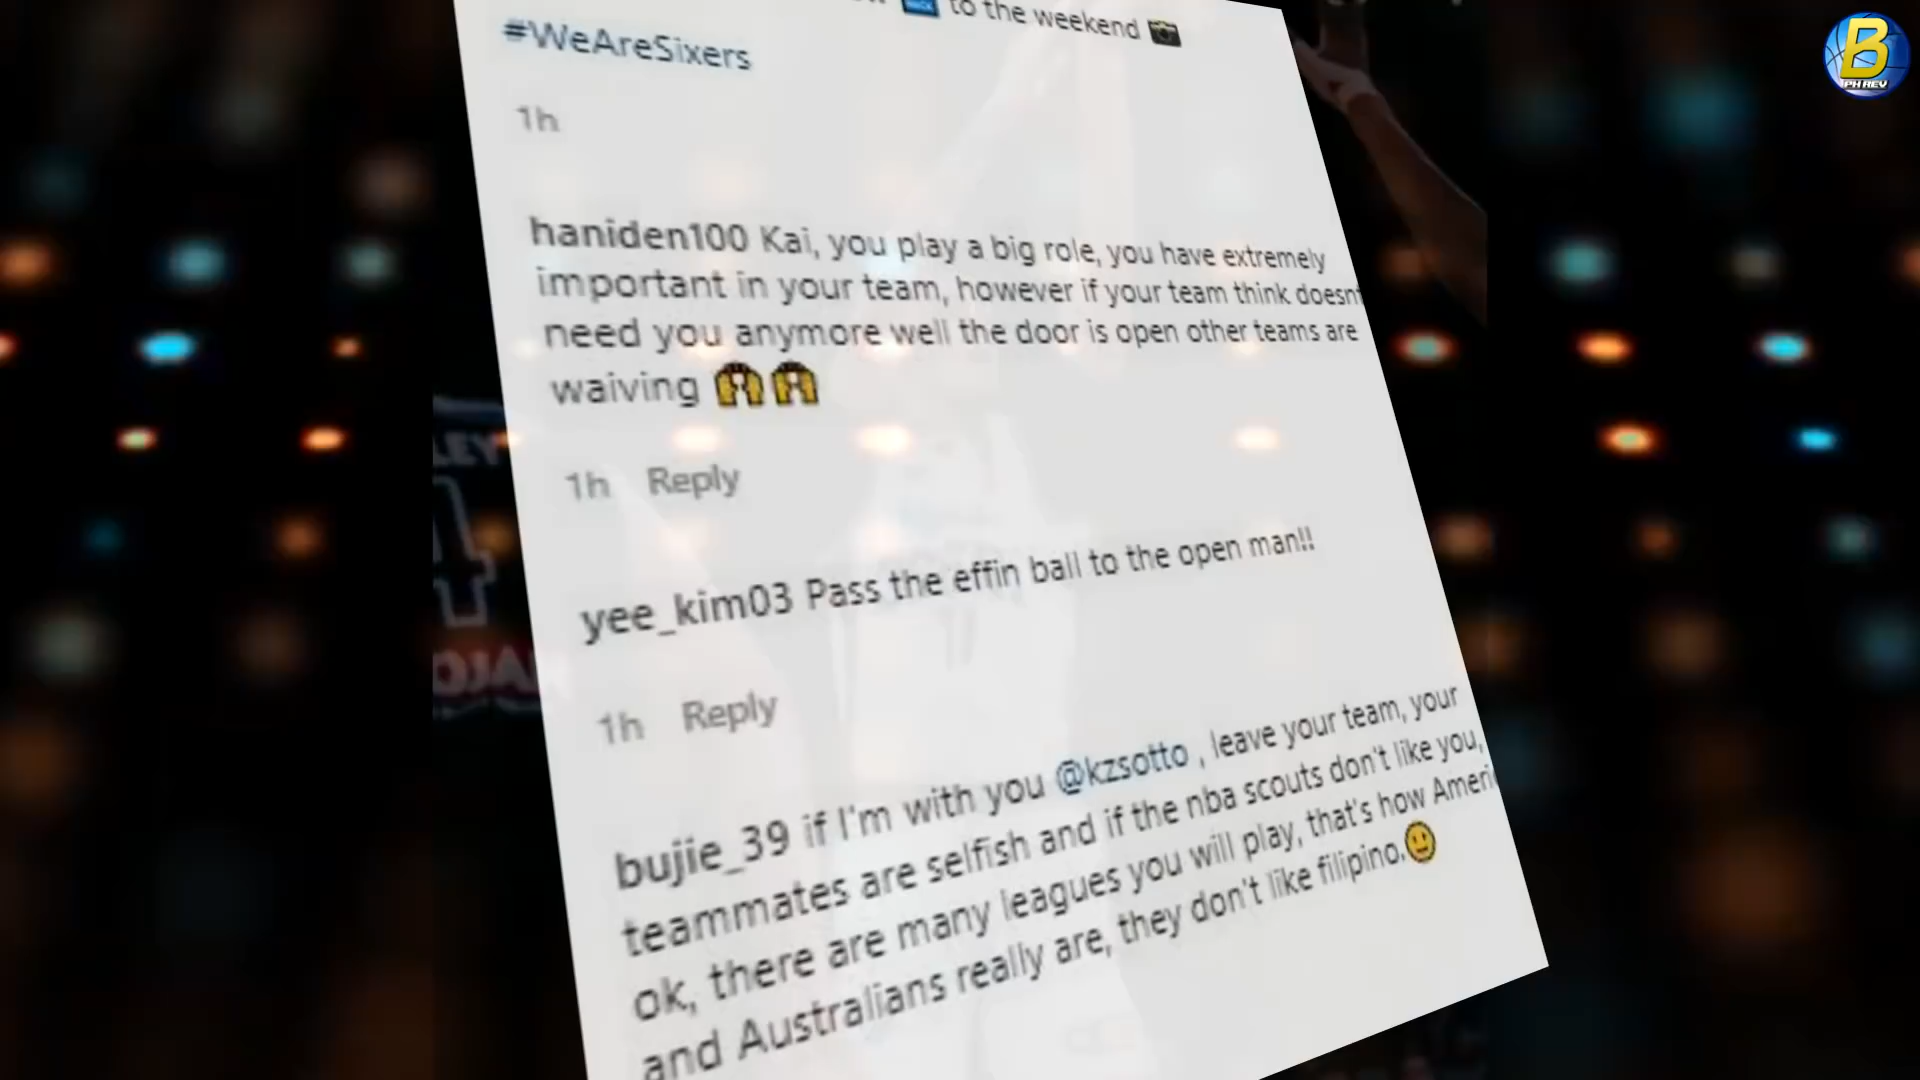 to the weekend
#WeAreSixers
1h
haniden100 Kai, you play a big role, you have extremely
important in your team, however if your team think doesnt
need you anymore well the door is open other teams are
waiving
1h Reply
yee_kim03 Pass the effin ball to the open man!!
1h Reply
bujie_39 if I'm with you @kzsotto , leave your team, your
teammates are selfish and if the nba scouts don't like you,
ok, there are many leagues you will play, that's how Ameri
and Australians really are, they don't like filipino.
B
PH REV